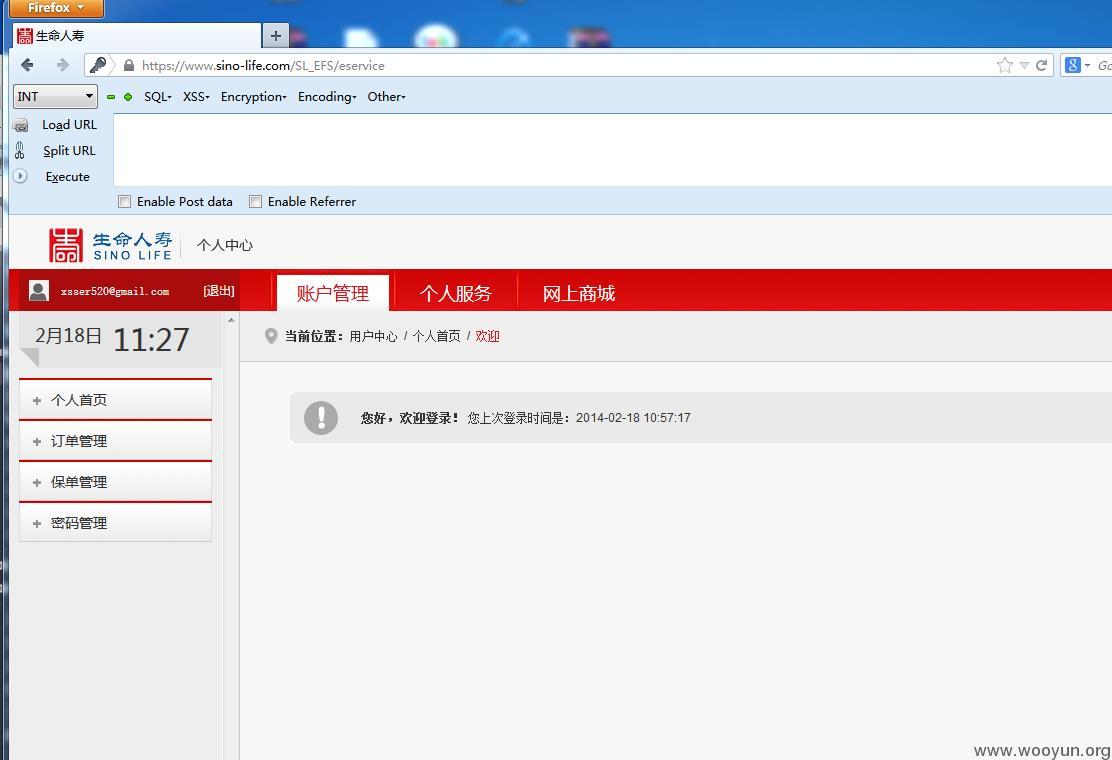 Firefox
生命人寿
https://www.sino-life.com/SL_EFS/eservice
INT SQL- XSS- Encryption- Encoding- Other-
Load URL
Split URL
Execute
Enable Post data Enable Referrer
生命人寿 SINO LIFE 个人中心
xsser520@gmail.com [退出] 账户管理 个人服务 网上商城
2月18日 11:27
当前位置：用户中心 / 个人首页 / 欢迎
个人首页
订单管理
保单管理
密码管理
您好，欢迎登录！ 您上次登录时间是：2014-02-18 10:57:17
www.wooyun.org